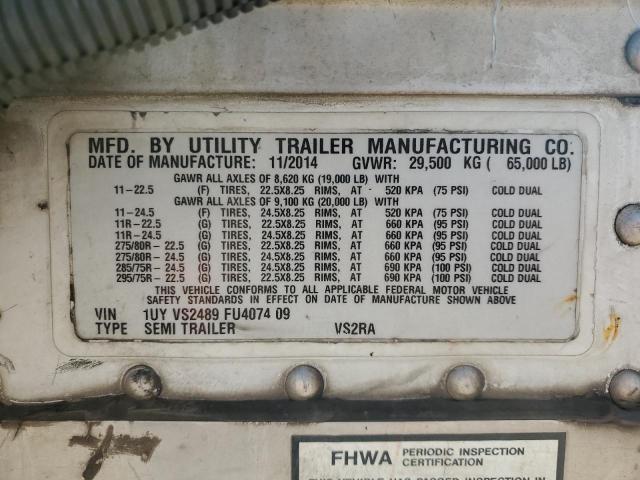 MFD. BY UTILITY TRAILER MANUFACTURING CO.
DATE OF MANUFACTURE: 11/2014 GVWR: 29,500 KG ( 65,000 LB)
GAWR ALL AXLES OF 8,620 KG (19,000 LB) WITH
11-22.5 (F) TIRES, 22.5X8.25 RIMS, AT 520 KPA (75 PSI) COLD DUAL
GAWR ALL AXLES OF 9,100 KG (20,000 LB) WITH
11-24.5 (F) TIRES, 24.5X8.25 RIMS, AT 520 KPA (75 PSI) COLD DUAL
11R-22.5 (G) TIRES, 22.5X8.25 RIMS, AT 660 KPA (95 PSI) COLD DUAL
11R-24.5 (G) TIRES, 24.5X8.25 RIMS, AT 660 KPA (95 PSI) COLD DUAL
275/80R- 22.5 (G) TIRES, 22.5X8.25 RIMS, AT 660 KPA (95 PSI) COLD DUAL
275/80R- 24.5 (G) TIRES, 24.5X8.25 RIMS, AT 660 KPA (95 PSI) COLD DUAL
285/75R- 24.5 (G) TIRES, 24.5X8.25 RIMS, AT 690 KPA (100 PSI) COLD DUAL
295/75R- 22.5 (G) TIRES, 22.5X8.25 RIMS, AT 690 KPA (100 PSI) COLD DUAL
THIS VEHICLE CONFORMS TO ALL APPLICABLE FEDERAL MOTOR VEHICLE
SAFETY STANDARDS IN EFFECT ON DATE OF MANUFACTURE SHOWN ABOVE
VIN 1UY VS2489 FU4074 09
TYPE SEMI TRAILER VS2RA
FHWA PERIODIC INSPECTION
CERTIFICATION
THIS VEHICLE HAS PASSED INSPECTION IN